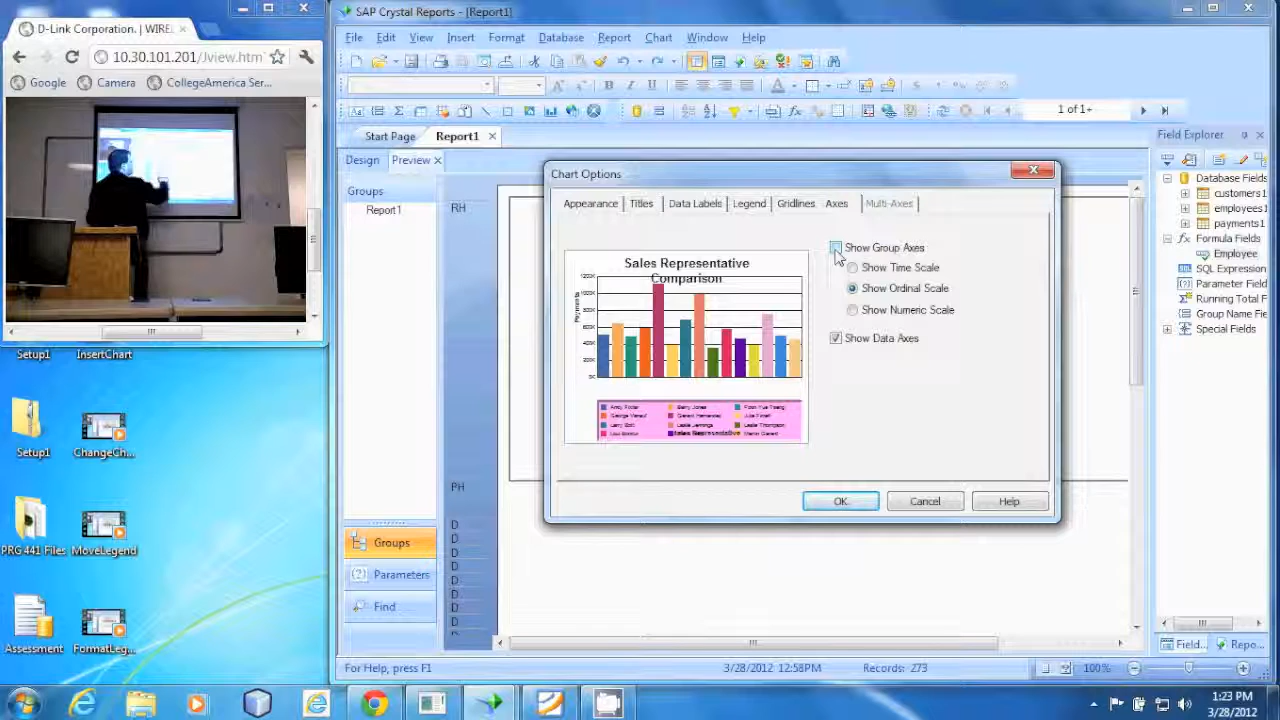 D-Link Corporation. | WIREL
10.30.101.201/lview.htm
Google
Camera
CollegeAmerica Ser...
Setup1
InsertChart
Setup1
ChangeCh...
PRG 441 Files
MoveLegend
Assessment
FormatLeg...
SAP Crystal Reports - [Report1]
File Edit View Insert Format Database Report Chart Window Help
1 of 1+
Start Page
Report1
Design
Preview
Groups
Report1
RH
PH
D
D
D
D
D
D
D
D
Groups
Parameters
Find
Chart Options
Appearance Titles Data Labels Legend Gridlines Axes Multi-Axes
Sales Representative
Comparison
Payments
Show Group Axes
Show Time Scale
Show Ordinal Scale
Show Numeric Scale
Show Data Axes
OK
Cancel
Help
Field Explorer
Database Fields
customers1
employees1
payments1
Formula Fields
Employee
SQL Expression
Parameter Field
Running Total F
Group Name Fie
Special Fields
Field...
Repo...
For Help, press F1
3/28/2012 12:58PM
Records: 273
100%
1:23 PM
3/28/2012